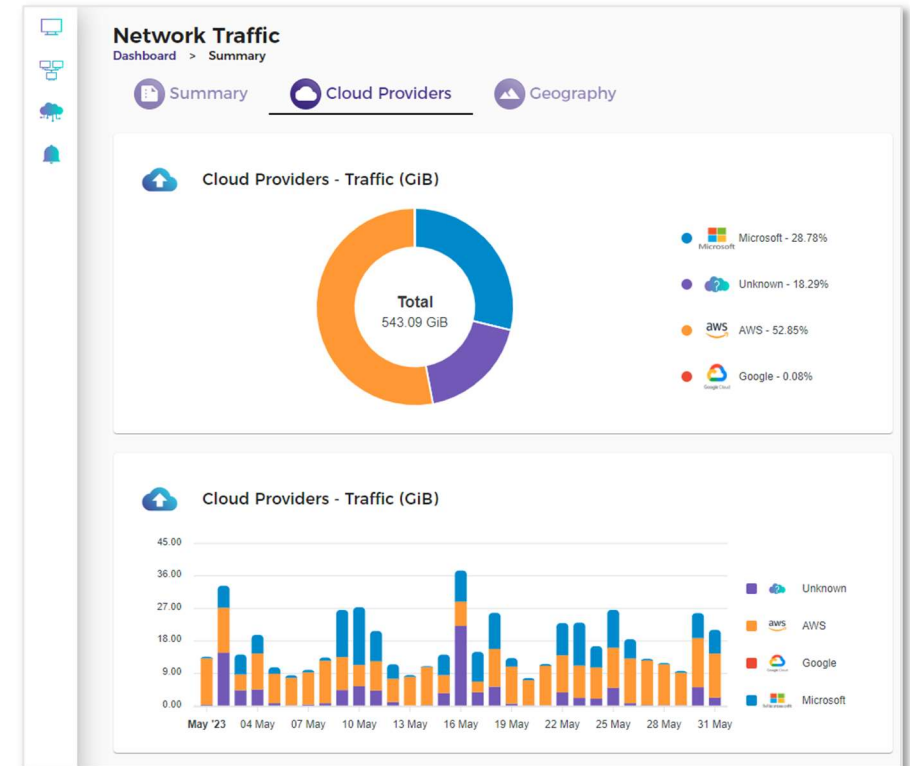 Network Traffic
Dashboard > Summary
Summary
Cloud Providers
Geography
Cloud Providers - Traffic (GiB)
Total
543.09 GiB
Microsoft
Microsoft - 28.78%
Unknown - 18.29%
aws
AWS - 52.85%
Google Cloud
Google - 0.08%
Cloud Providers - Traffic (GiB)
45.00
36.00
27.00
18.00
9.00
0.00
May '23 04 May 07 May 10 May 13 May 16 May 19 May 22 May 25 May 28 May 31 May
Unknown
aws
AWS
Google
Microsoft